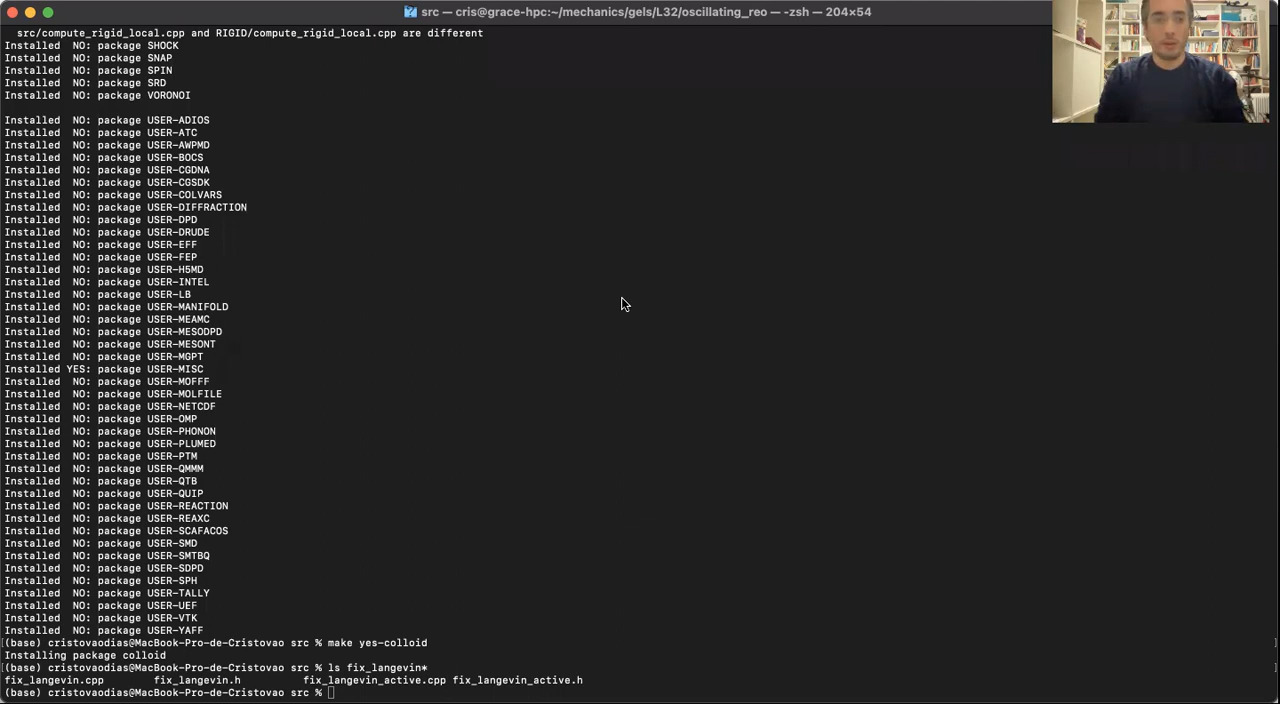 src — cris@grace-hpc:~/mechanics/gels/L32/oscillating_reo — -zsh — 204×54
src/compute_rigid_local.cpp and RIGID/compute_rigid_local.cpp are different
Installed  NO: package SHOCK
Installed  NO: package SNAP
Installed  NO: package SPIN
Installed  NO: package SRD
Installed  NO: package VORONOI
Installed  NO: package USER-ADIOS
Installed  NO: package USER-ATC
Installed  NO: package USER-AWPMD
Installed  NO: package USER-BOCS
Installed  NO: package USER-CGDNA
Installed  NO: package USER-CGSDK
Installed  NO: package USER-COLVARS
Installed  NO: package USER-DIFFRACTION
Installed  NO: package USER-DPD
Installed  NO: package USER-DRUDE
Installed  NO: package USER-EFF
Installed  NO: package USER-FEP
Installed  NO: package USER-H5MD
Installed  NO: package USER-INTEL
Installed  NO: package USER-LB
Installed  NO: package USER-MANIFOLD
Installed  NO: package USER-MEAMC
Installed  NO: package USER-MESODPD
Installed  NO: package USER-MESONT
Installed  NO: package USER-MGPT
Installed YES: package USER-MISC
Installed  NO: package USER-MOFFF
Installed  NO: package USER-MOLFILE
Installed  NO: package USER-NETCDF
Installed  NO: package USER-OMP
Installed  NO: package USER-PHONON
Installed  NO: package USER-PLUMED
Installed  NO: package USER-PTM
Installed  NO: package USER-QMMM
Installed  NO: package USER-QTB
Installed  NO: package USER-QUIP
Installed  NO: package USER-REACTION
Installed  NO: package USER-REAXC
Installed  NO: package USER-SCAFACOS
Installed  NO: package USER-SMD
Installed  NO: package USER-SMTBQ
Installed  NO: package USER-SDPD
Installed  NO: package USER-SPH
Installed  NO: package USER-TALLY
Installed  NO: package USER-UEF
Installed  NO: package USER-VTK
Installed  NO: package USER-YAFF
[(base) cristovaodias@MacBook-Pro-de-Cristovao src % make yes-colloid ]
Installing package colloid
[(base) cristovaodias@MacBook-Pro-de-Cristovao src % ls fix_langevin* ]
fix_langevin.cpp fix_langevin.h fix_langevin_active.cpp fix_langevin_active.h
(base) cristovaodias@MacBook-Pro-de-Cristovao src %